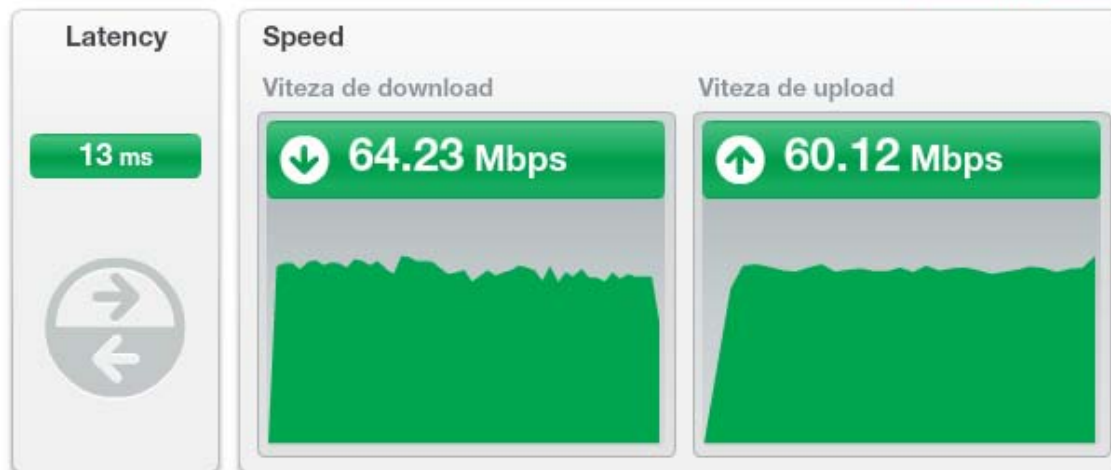 Latency
13 ms
Speed
Viteza de download
64.23 Mbps
Viteza de upload
60.12 Mbps